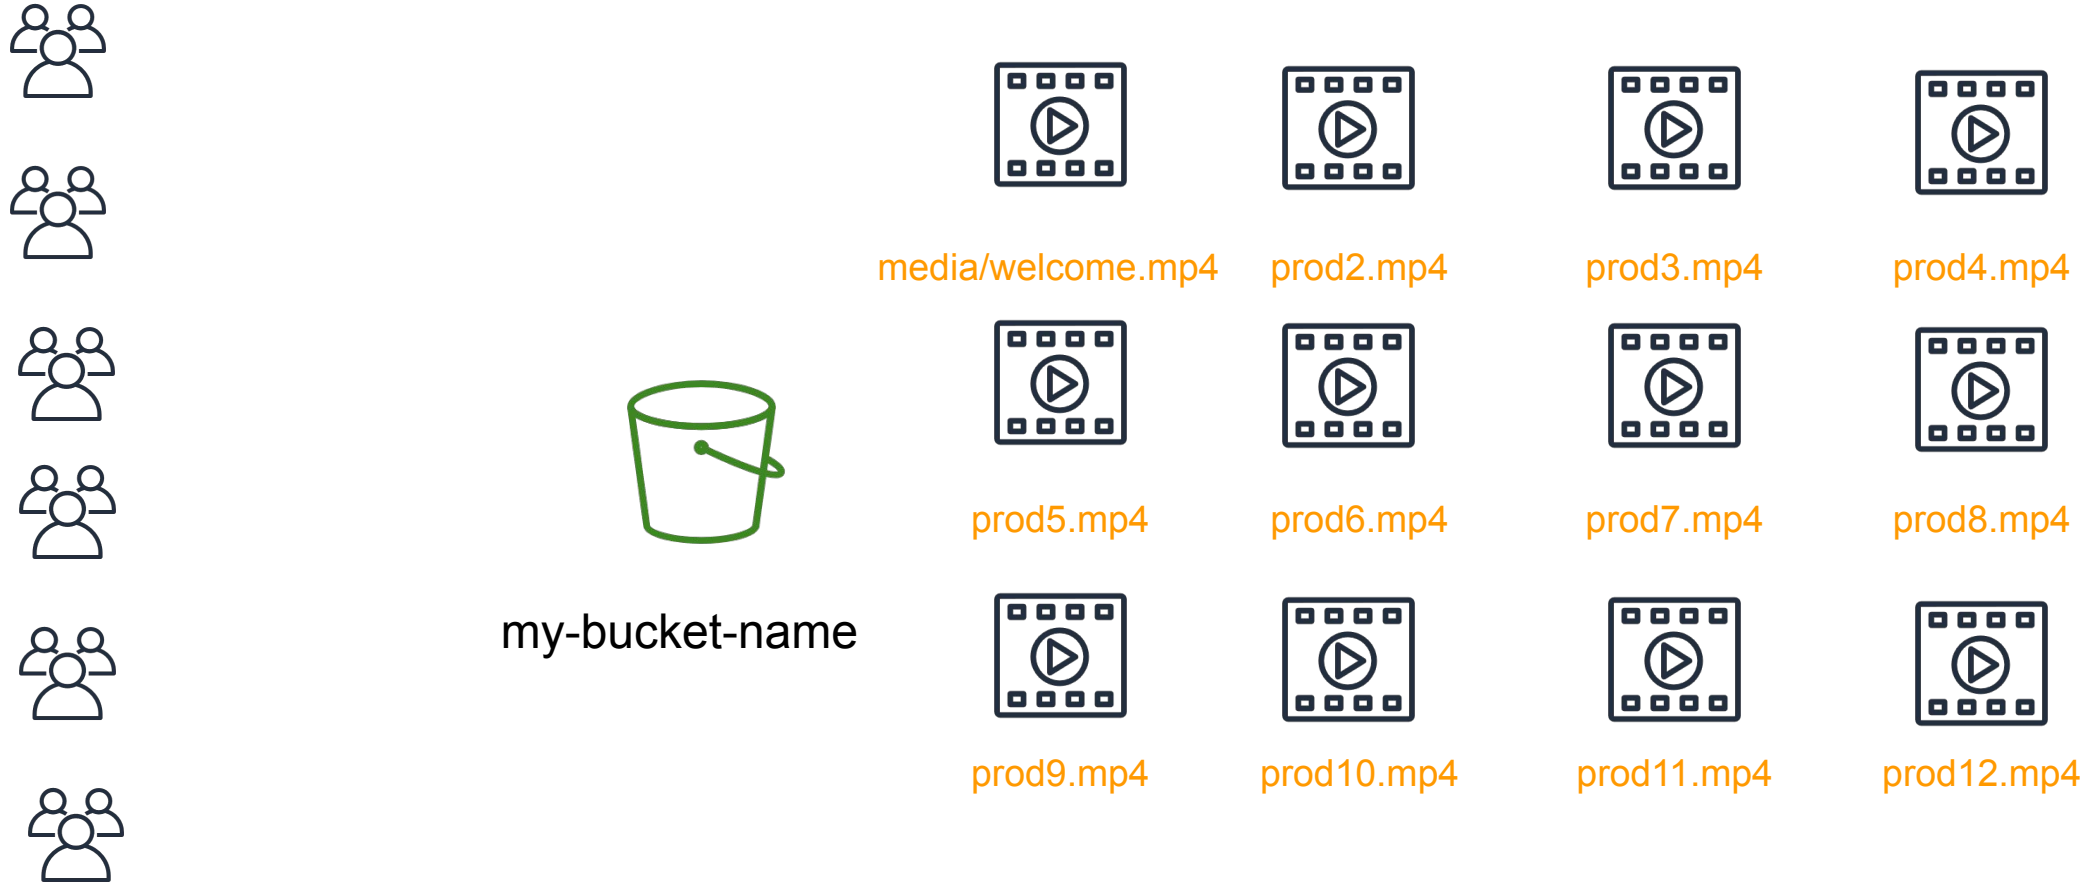 media/welcome.mp4 prod2.mp4 prod3.mp4 prod4.mp4
prod5.mp4 prod6.mp4 prod7.mp4 prod8.mp4
my-bucket-name
prod9.mp4 prod10.mp4 prod11.mp4 prod12.mp4